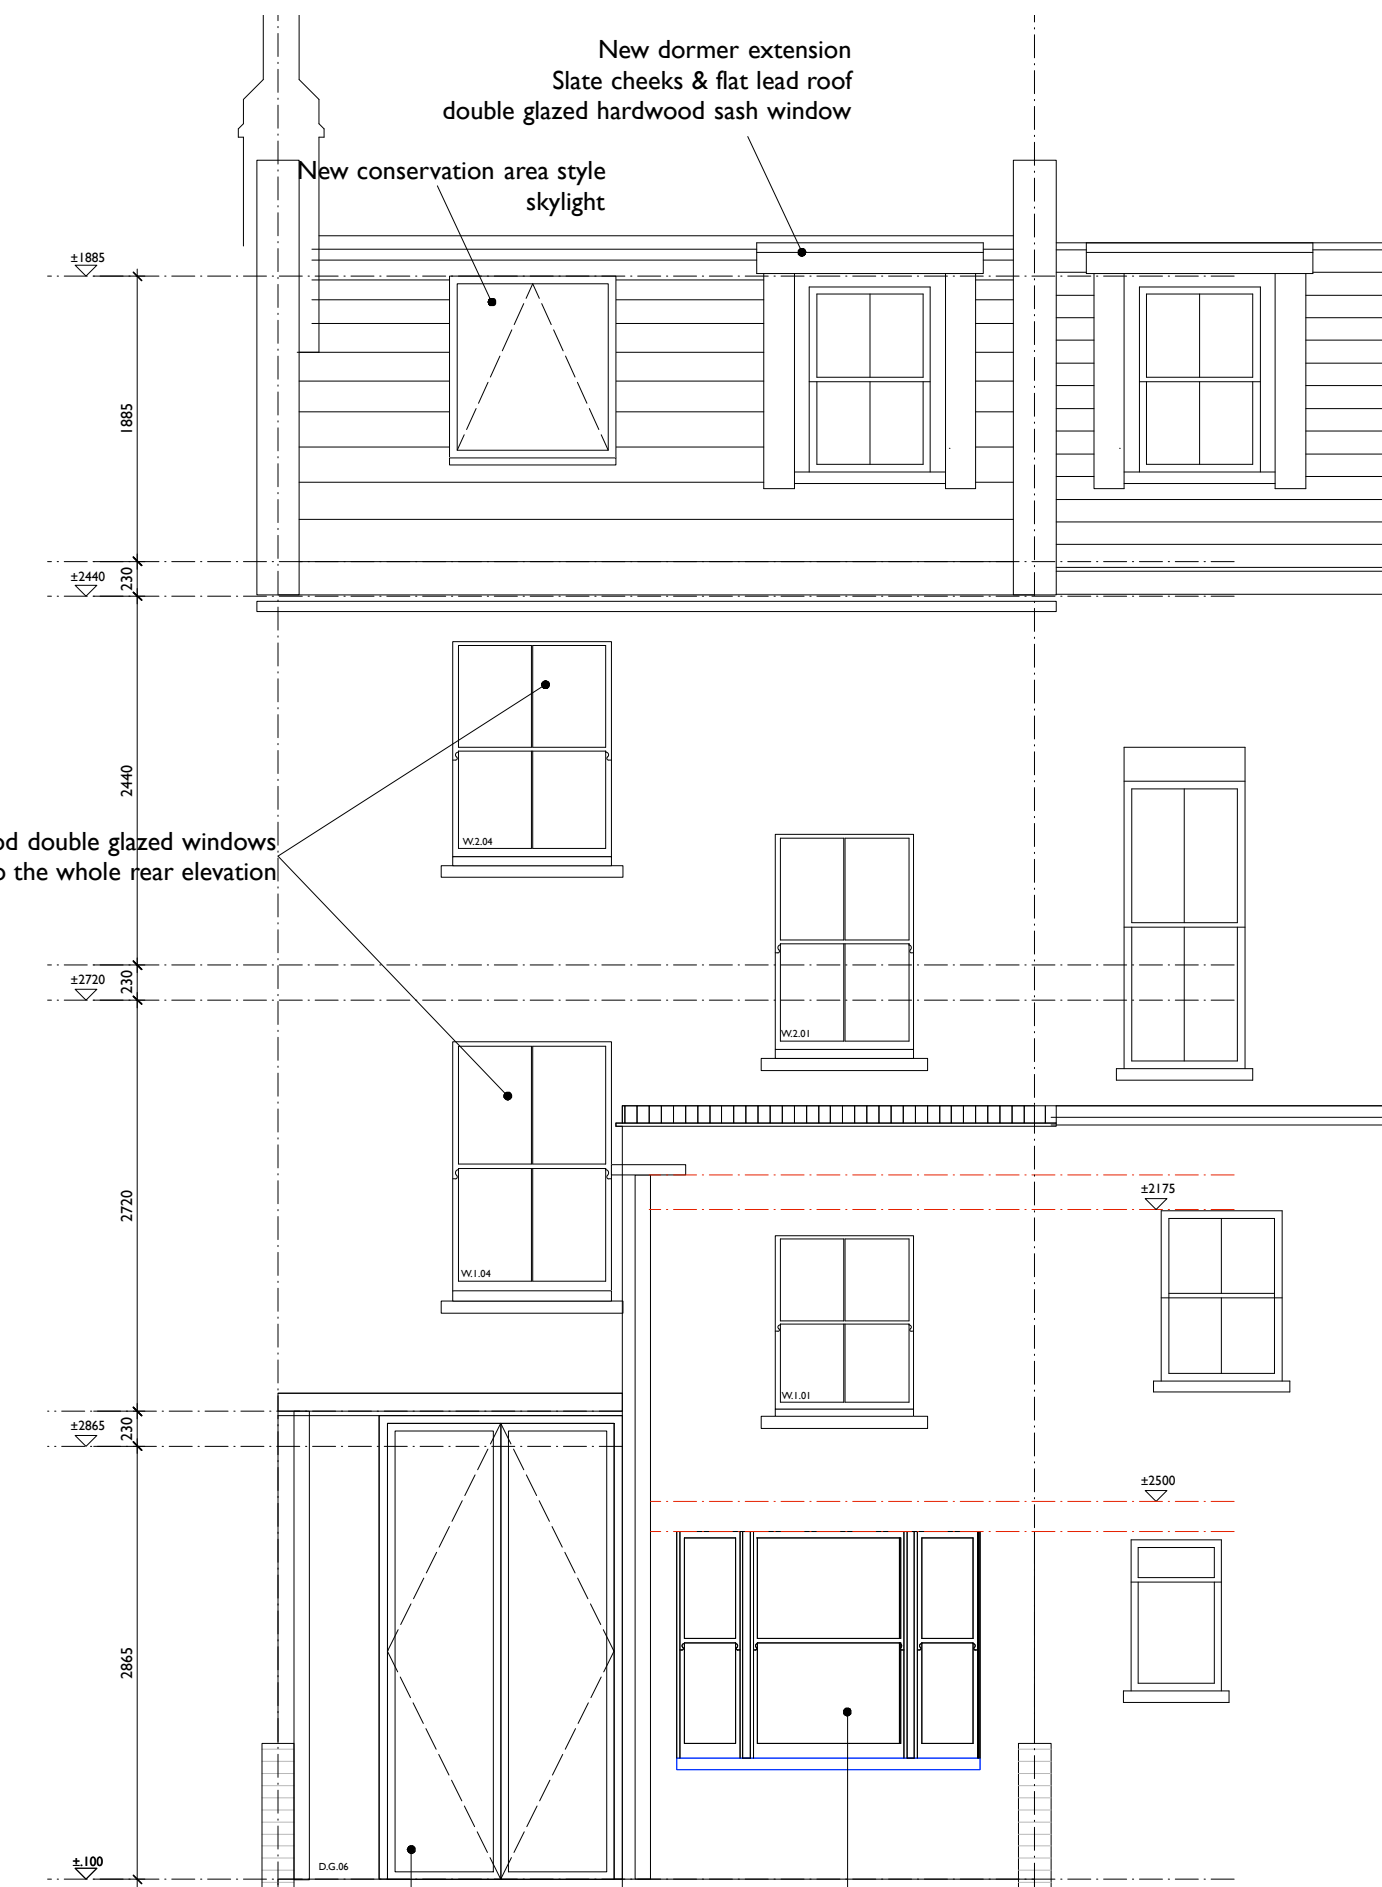 New dormer extension
Slate cheeks & flat lead roof
double glazed hardwood sash window
New conservation area style
skylight
±1885
1885
230
±2440
2440
W.2.04
double glazed windows
the whole rear elevation
230
±2720
W.2.01
2720
±2175
W.1.04
W.1.01
230
±2865
±2500
2865
±.100
D.G.06